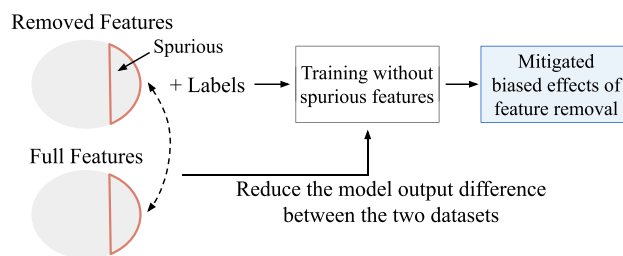 Removed Features
Spurious
+ Labels
Training without
spurious features
Mitigated
biased effects of
feature removal
Full Features
Reduce the model output difference
between the two datasets